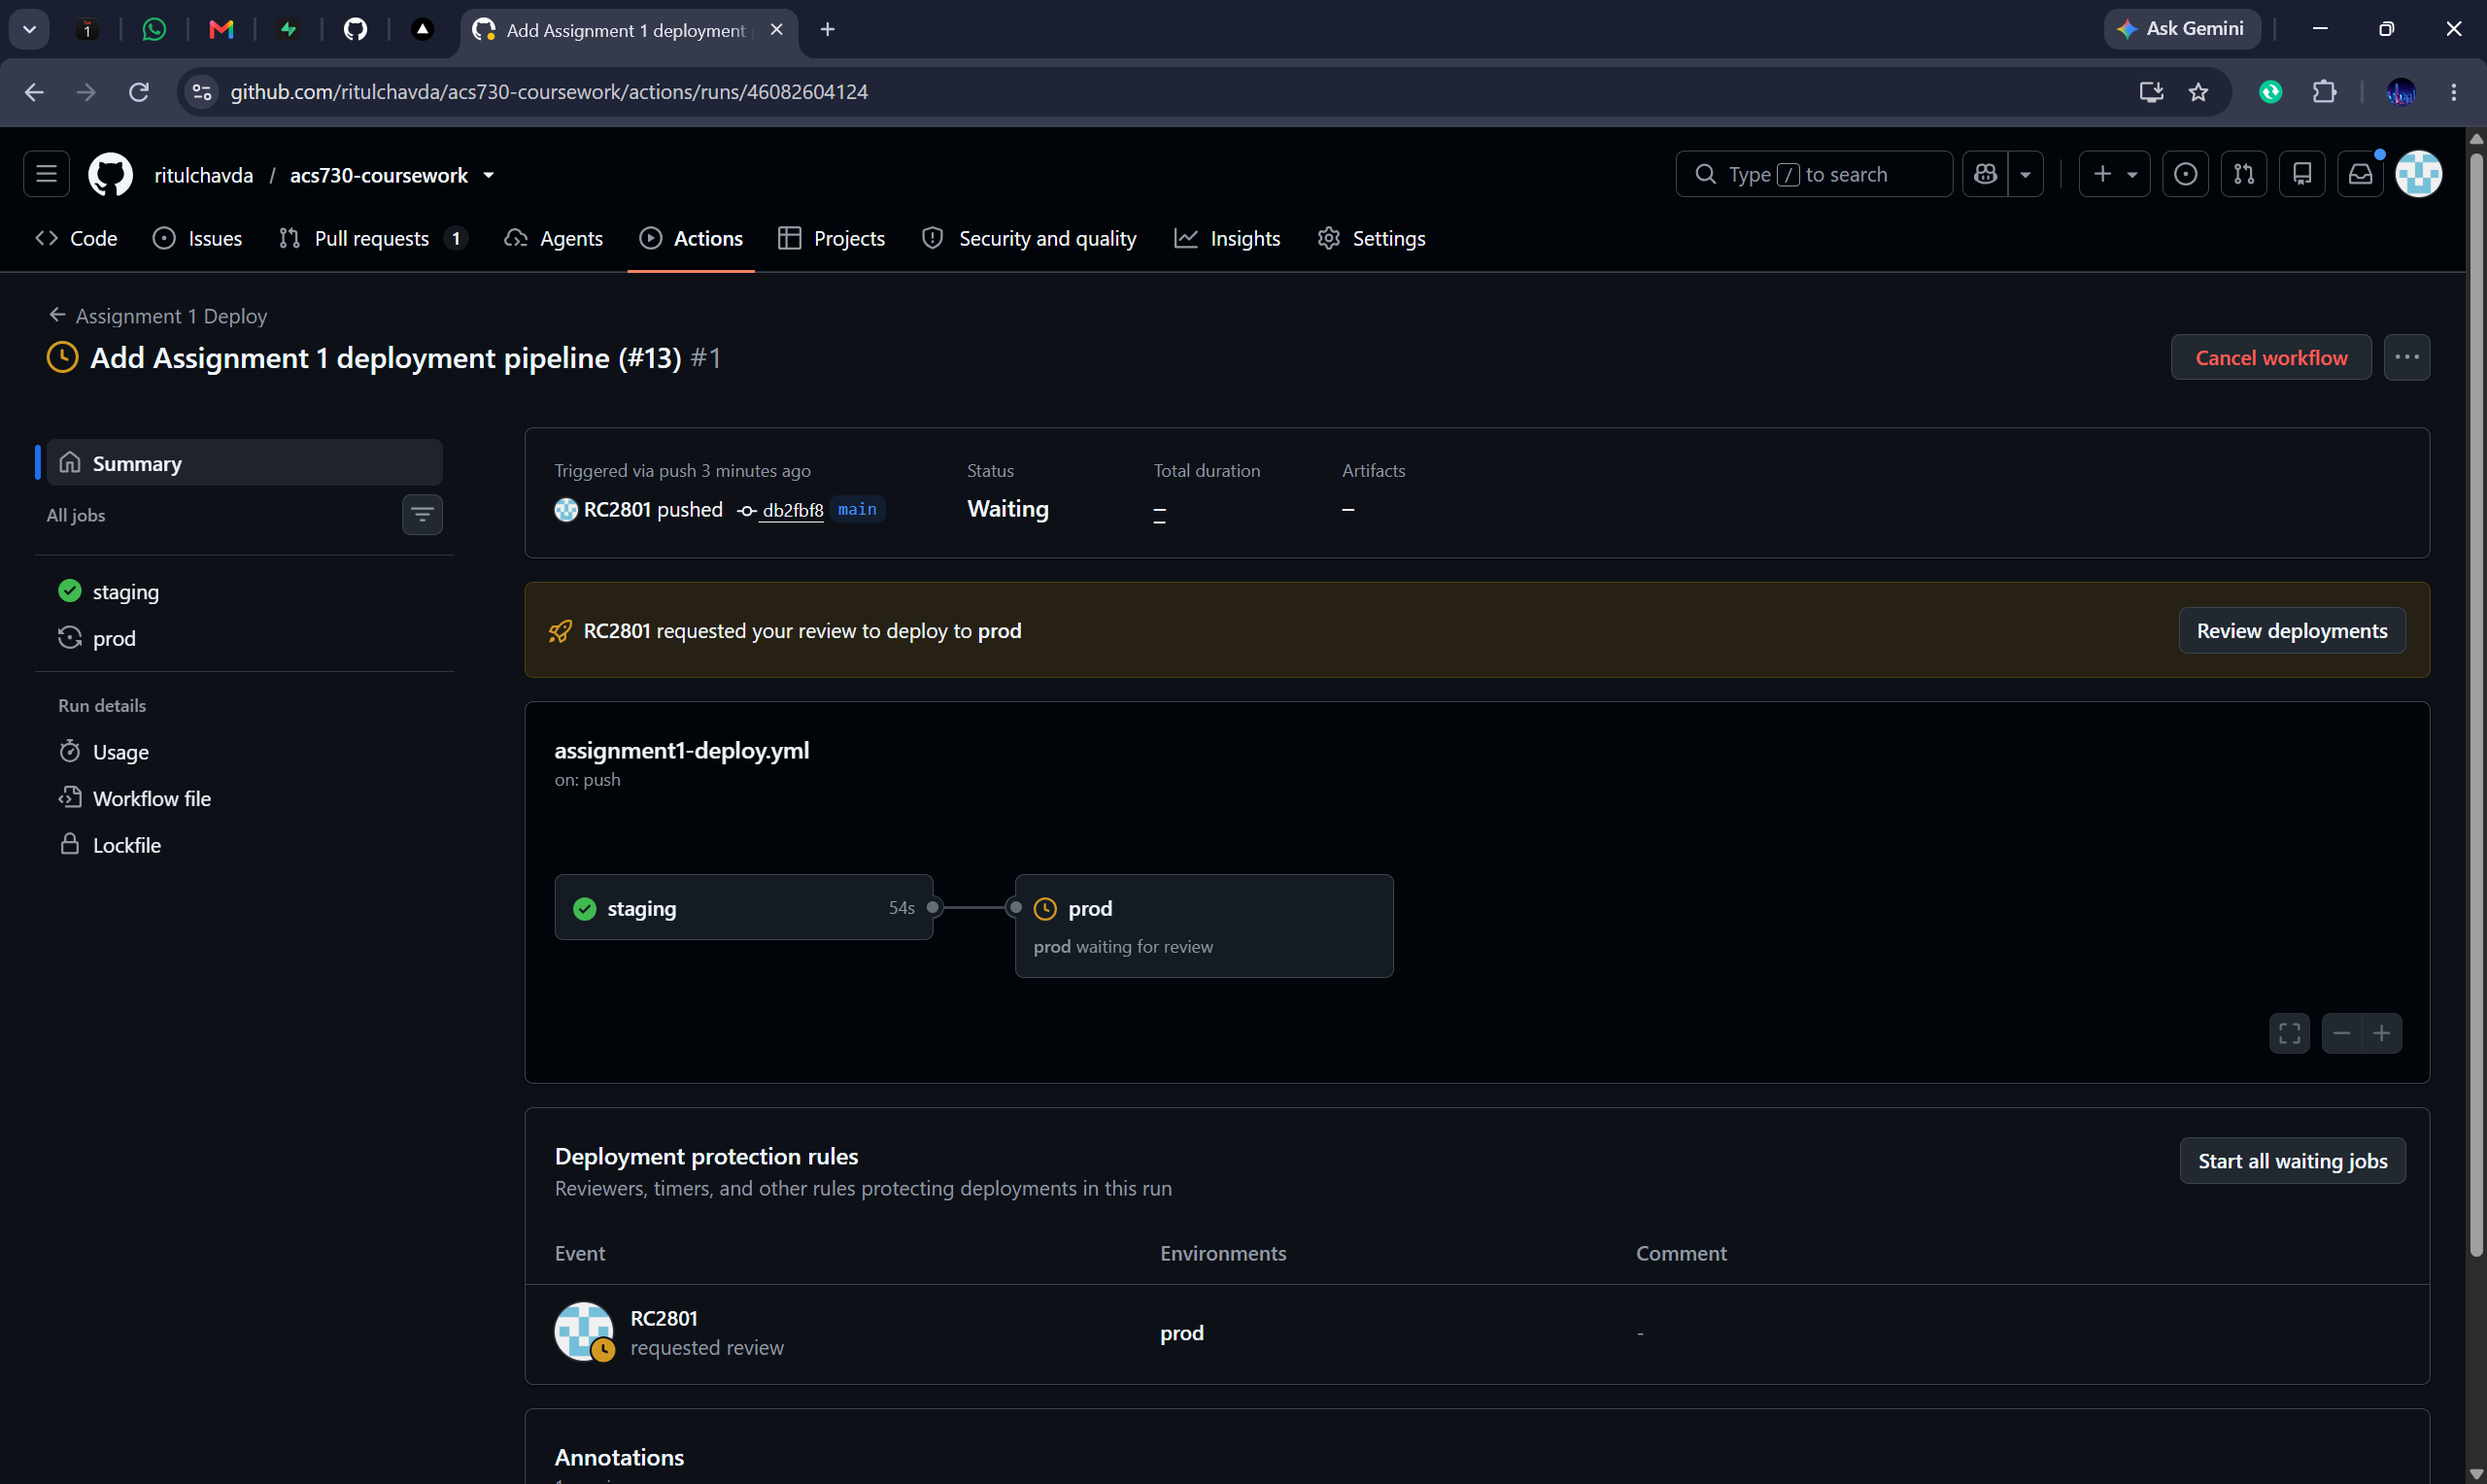 1
Add Assignment 1 deployment
Ask Gemini
github.com/ritulchavda/acs730-coursework/actions/runs/46082604124
ritulchavda / acs730-coursework
Type / to search
Code
Issues
Pull requests 1
Agents
Actions
Projects
Security and quality
Insights
Settings
Assignment 1 Deploy
Add Assignment 1 deployment pipeline (#13) #1
Cancel workflow
Summary
All jobs
staging
prod
Run details
Usage
Workflow file
Lockfile
Triggered via push 3 minutes ago
RC2801 pushed db2fbf8 main
Status
Waiting
Total duration
–
Artifacts
–
RC2801 requested your review to deploy to prod
Review deployments
assignment1-deploy.yml
on: push
staging 54s
prod
prod waiting for review
Deployment protection rules
Reviewers, timers, and other rules protecting deployments in this run
Start all waiting jobs
Event Environments Comment
RC2801
requested review
prod
-
Annotations